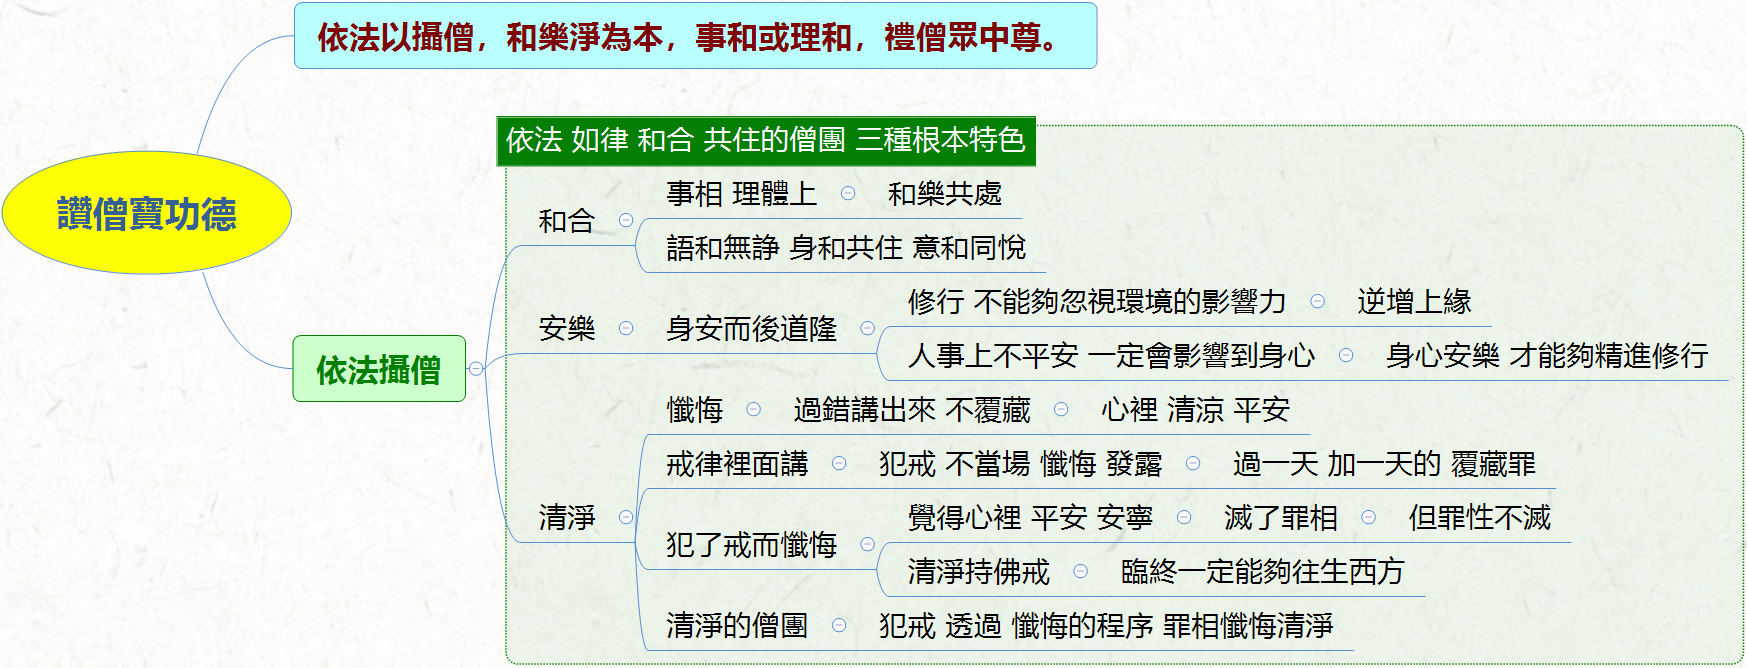 讚僧寶功德
依法以攝僧，和樂淨為本，事和或理和，禮僧眾中尊。
依法攝僧
依法 如律 和合 共住的僧團 三種根本特色
和合
事相 理體上
和樂共處
語和無諍 身和共住 意和同悅
安樂
身安而後道隆
修行 不能夠忽視環境的影響力
逆增上緣
人事上不平安 一定會影響到身心
身心安樂 才能夠精進修行
清淨
懺悔
過錯講出來 不覆藏
心裡 清涼 平安
戒律裡面講
犯戒 不當場 懺悔 發露
過一天 加一天的 覆藏罪
犯了戒而懺悔
覺得心裡 平安 安寧
滅了罪相
但罪性不滅
清淨持佛戒
臨終一定能夠往生西方
清淨的僧團
犯戒 透過 懺悔的程序 罪相懺悔清淨